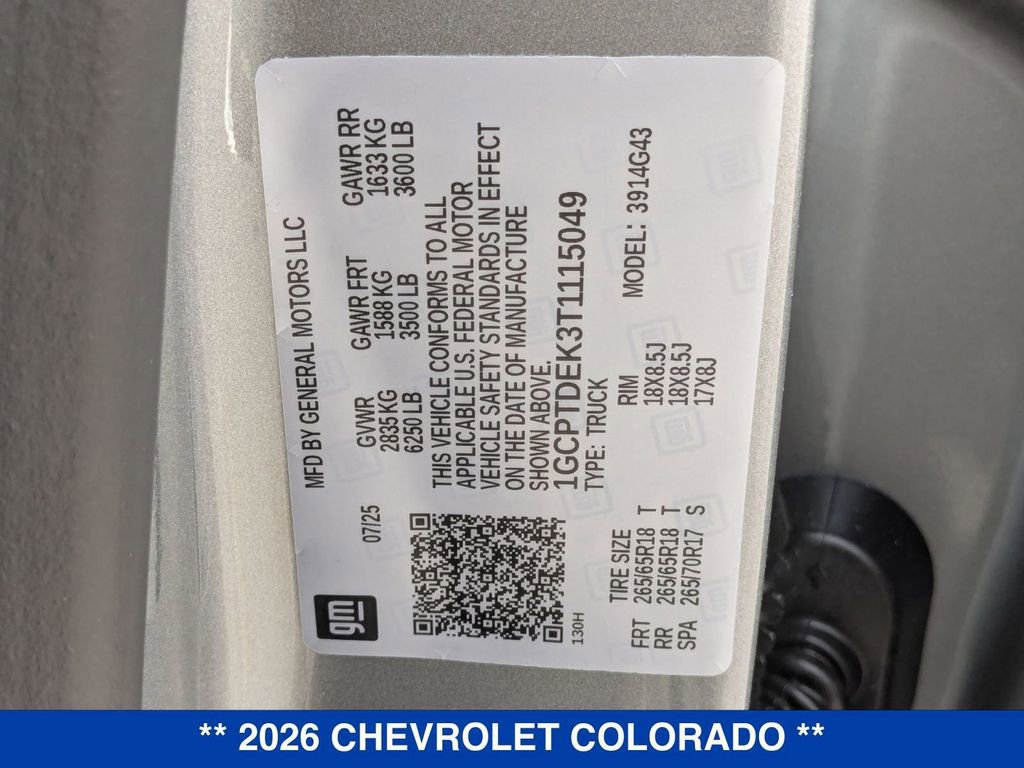 gm
MFD BY GENERAL MOTORS LLC
07/25
GVWR GAWR FRT GAWR RR
2835 KG 1588 KG 1633 KG
6250 LB 3500 LB 3600 LB
THIS VEHICLE CONFORMS TO ALL
APPLICABLE U.S. FEDERAL MOTOR
VEHICLE SAFETY STANDARDS IN EFFECT
ON THE DATE OF MANUFACTURE
SHOWN ABOVE.
1GCPTDEK3T1115049
TYPE: TRUCK
1130H
MODEL: 3914G43
TIRE SIZE RIM
FRT 265/65R18 T 18X8.5J
RR 265/65R18 T 18X8.5J
SPA 265/70R17 S 17X8J
** 2026 CHEVROLET COLORADO **